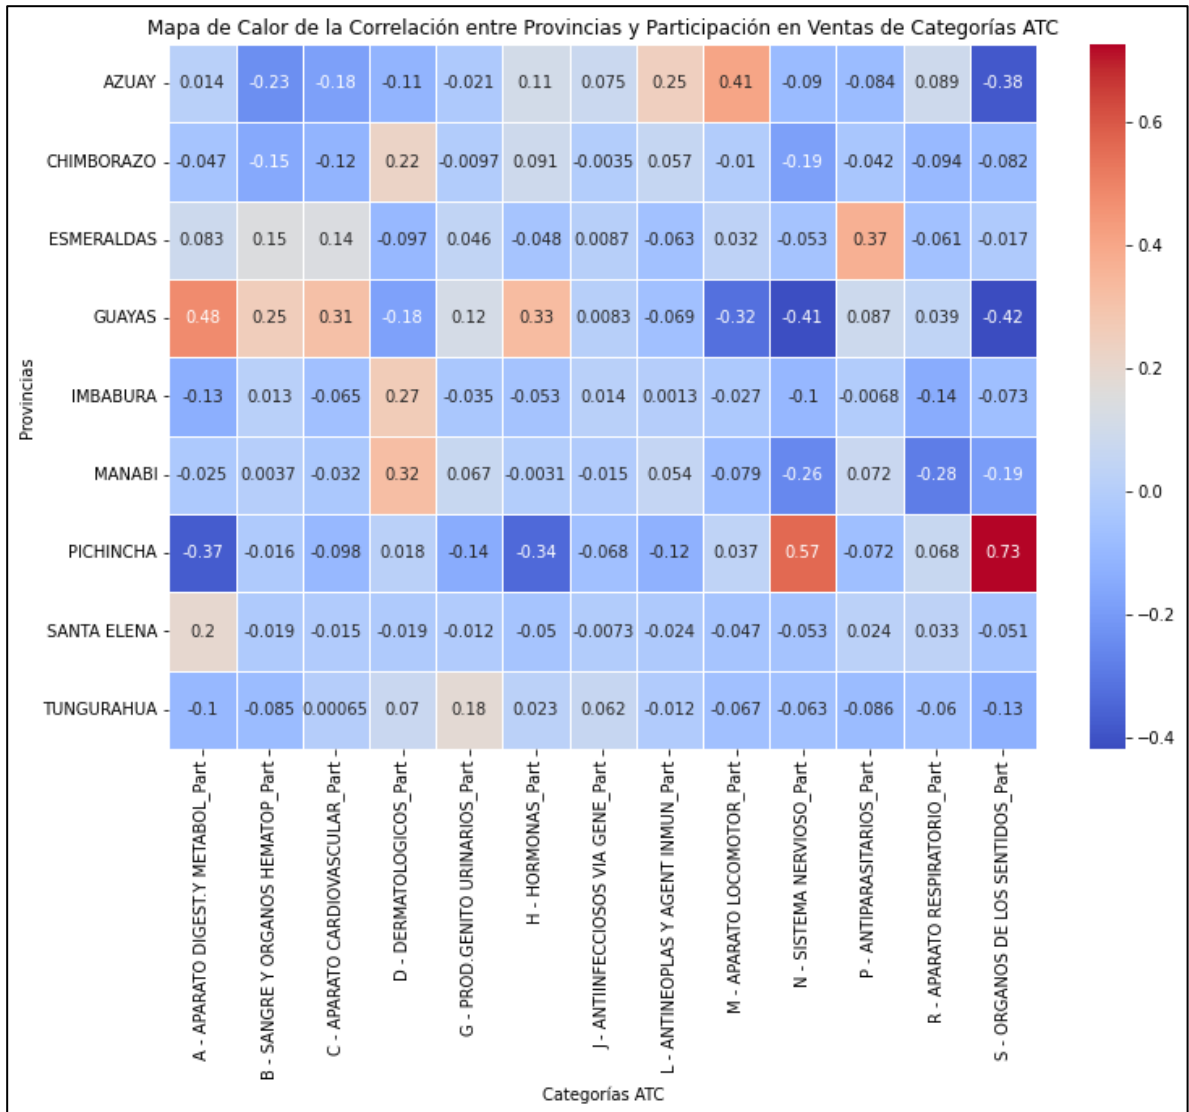 Mapa de Calor de la Correlación entre Provincias y Participación en Ventas de Categorías ATC
AZUAY 0.014 -0.23 -0.18 -0.11 -0.021 0.11 0.075 0.25 0.41 -0.09 -0.084 0.089 -0.38
CHIMBORAZO -0.047 -0.15 -0.12 0.22 -0.0097 0.091 -0.0035 0.057 -0.01 -0.19 -0.042 -0.094 -0.082
ESMERALDAS 0.083 0.15 0.14 -0.097 0.046 -0.048 0.0087 -0.063 0.032 -0.053 0.37 -0.061 -0.017
GUAYAS 0.48 0.25 0.31 -0.18 0.12 0.33 0.0083 -0.069 -0.32 -0.41 0.087 0.039 -0.42
IMBABURA -0.13 0.013 -0.065 0.27 -0.035 -0.053 0.014 0.0013 -0.027 -0.1 -0.0068 -0.14 -0.073
MANABI -0.025 0.0037 -0.032 0.32 0.067 -0.0031 -0.015 0.054 -0.079 -0.26 0.072 -0.28 -0.19
PICHINCHA -0.37 -0.016 -0.098 0.018 -0.14 -0.34 -0.068 -0.12 0.037 0.57 -0.072 0.068 0.73
SANTA ELENA 0.2 -0.019 -0.015 -0.019 -0.012 -0.05 -0.0073 -0.024 -0.047 -0.053 0.024 0.033 -0.051
TUNGURAHUA -0.1 -0.085 0.00065 0.07 0.18 0.023 0.062 -0.012 -0.067 -0.063 -0.086 -0.06 -0.13
Provincias
A - APARATO DIGEST.Y METABOL_Part
B - SANGRE Y ORGANOS HEMATOP_Part
C - APARATO CARDIOVASCULAR_Part
D - DERMATOLOGICOS_Part
G - PROD.GENITO URINARIOS_Part
H - HORMONAS_Part
J - ANTIINFECCIOSOS VIA GENE_Part
L - ANTINEOPLAS Y AGENT INMUN_Part
M - APARATO LOCOMOTOR_Part
N - SISTEMA NERVIOSO_Part
P - ANTIPARASITARIOS_Part
R - APARATO RESPIRATORIO_Part
S - ORGANOS DE LOS SENTIDOS_Part
Categorías ATC
0.6
0.4
0.2
0.0
−0.2
−0.4